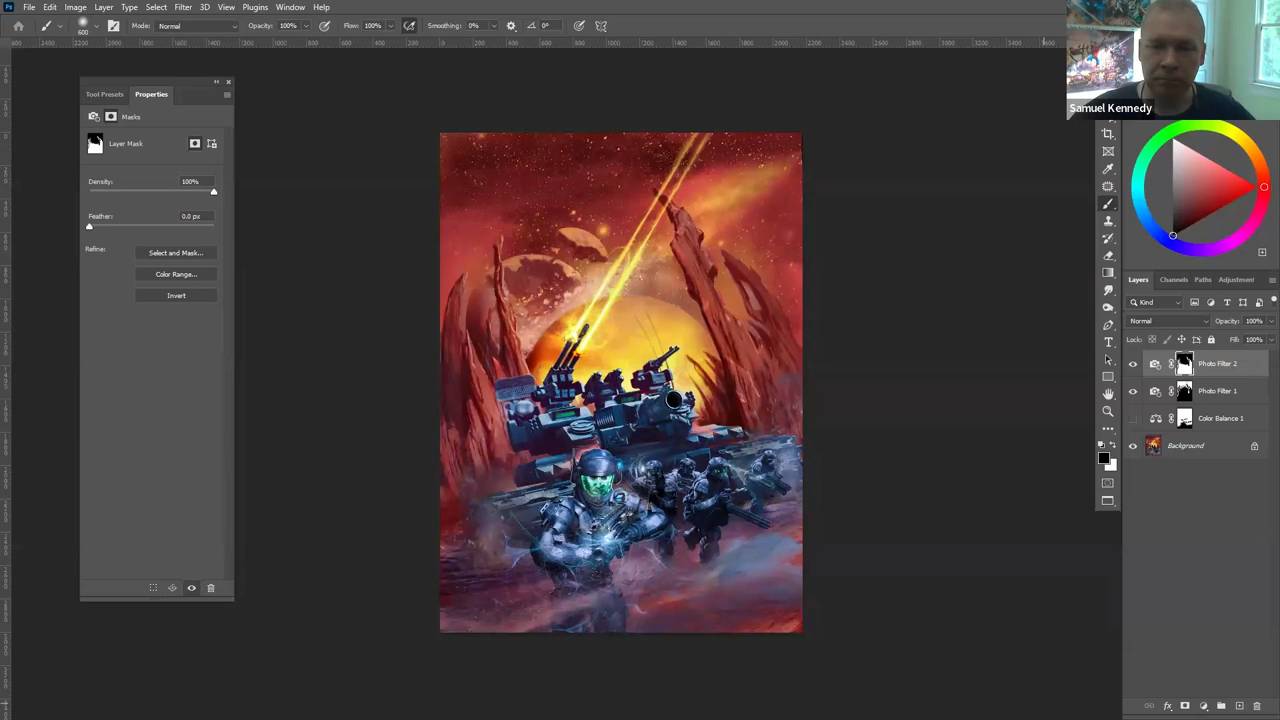 Ps File Edit Image Layer Type Select Filter 3D View Plugins Window Help
600 Mode: Normal Opacity: 100% Flow: 100% Smoothing: 0% 0°
Samuel Kennedy
Tool Presets Properties
Masks
Layer Mask
Density: 100%
Feather: 0.0 px
Refine: Select and Mask...
Color Range...
Invert
Layers Channels Paths Adjustments
Kind
Normal Opacity: 100%
Lock: Fill: 100%
Photo Filter 2
Photo Filter 1
Color Balance 1
Background